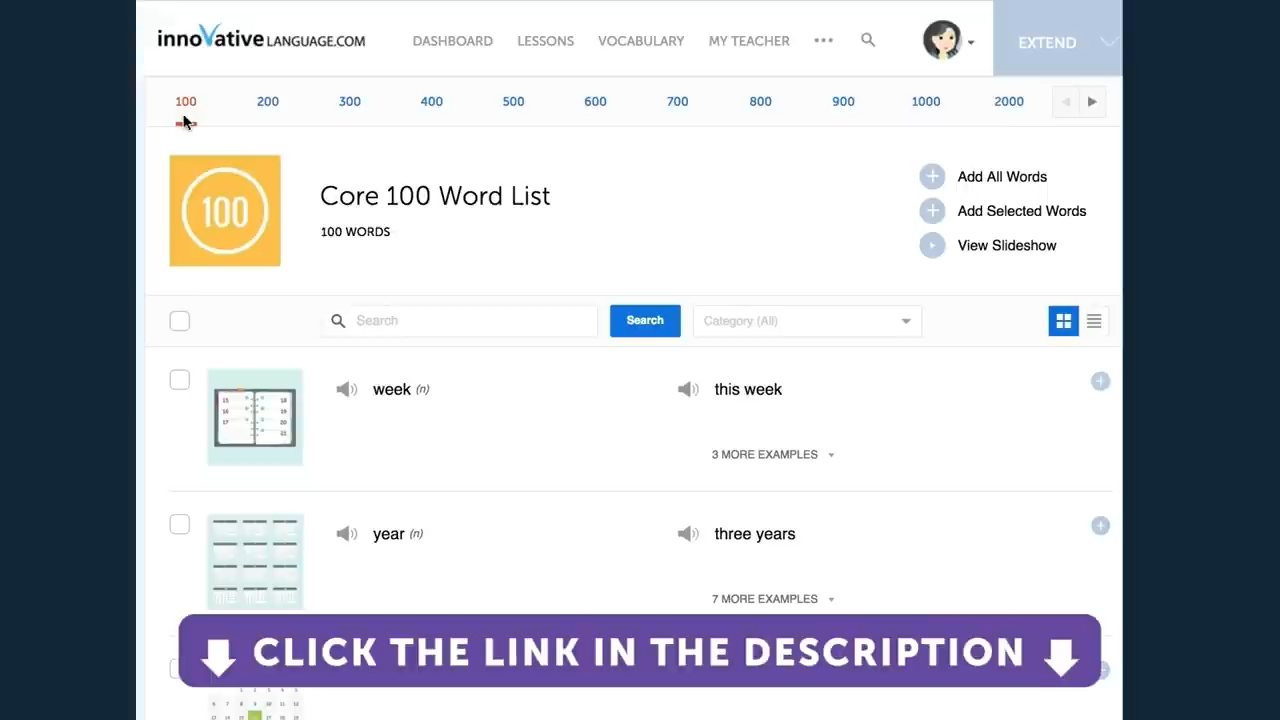 innoVative LANGUAGE.COM DASHBOARD LESSONS VOCABULARY MY TEACHER ••• EXTEND
100 200 300 400 500 600 700 800 900 1000 2000
100
Core 100 Word List
100 WORDS
Add All Words
Add Selected Words
View Slideshow
Search Search Category (All)
week (n) this week
3 MORE EXAMPLES
year (n) three years
7 MORE EXAMPLES
CLICK THE LINK IN THE DESCRIPTION